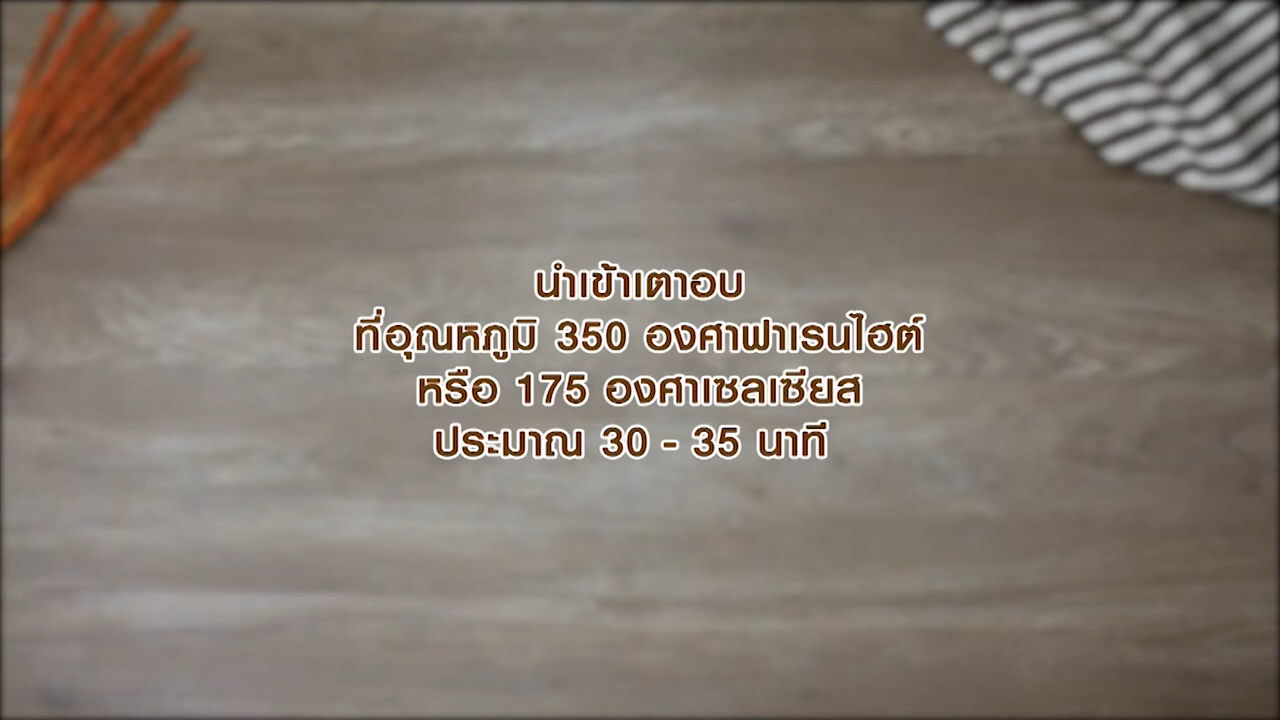 นำเข้าเตาอบ
ที่อุณหภูมิ 350 องศาฟาเรนไฮต์
หรือ 175 องศาเซลเซียส
ประมาณ 30 - 35 นาที